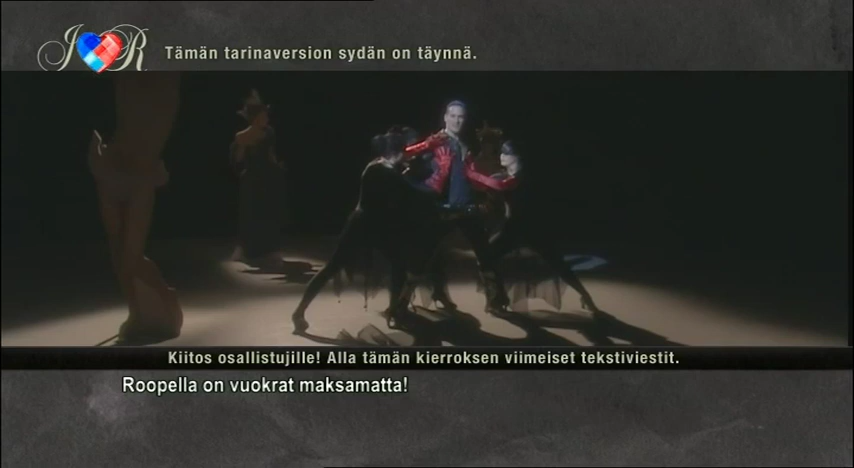 J R
Tämän tarinaversion sydän on täynnä.
Kiitos osallistujille! Alla tämän kierroksen viimeiset tekstiviestit.
Roopella on vuokrat maksamatta!